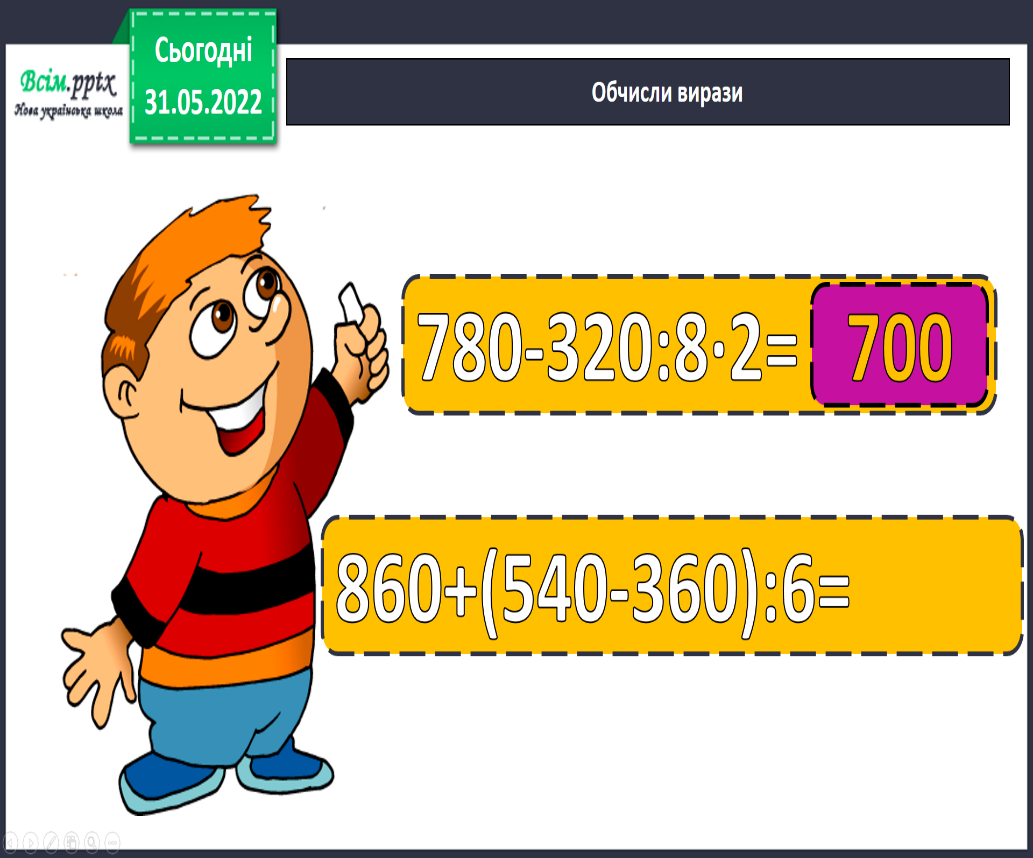 Сьогодні
31.05.2022
Всім.pptx
Нова українська школа
Обчисли вирази
780-320:8·2= 700
860+(540-360):6=